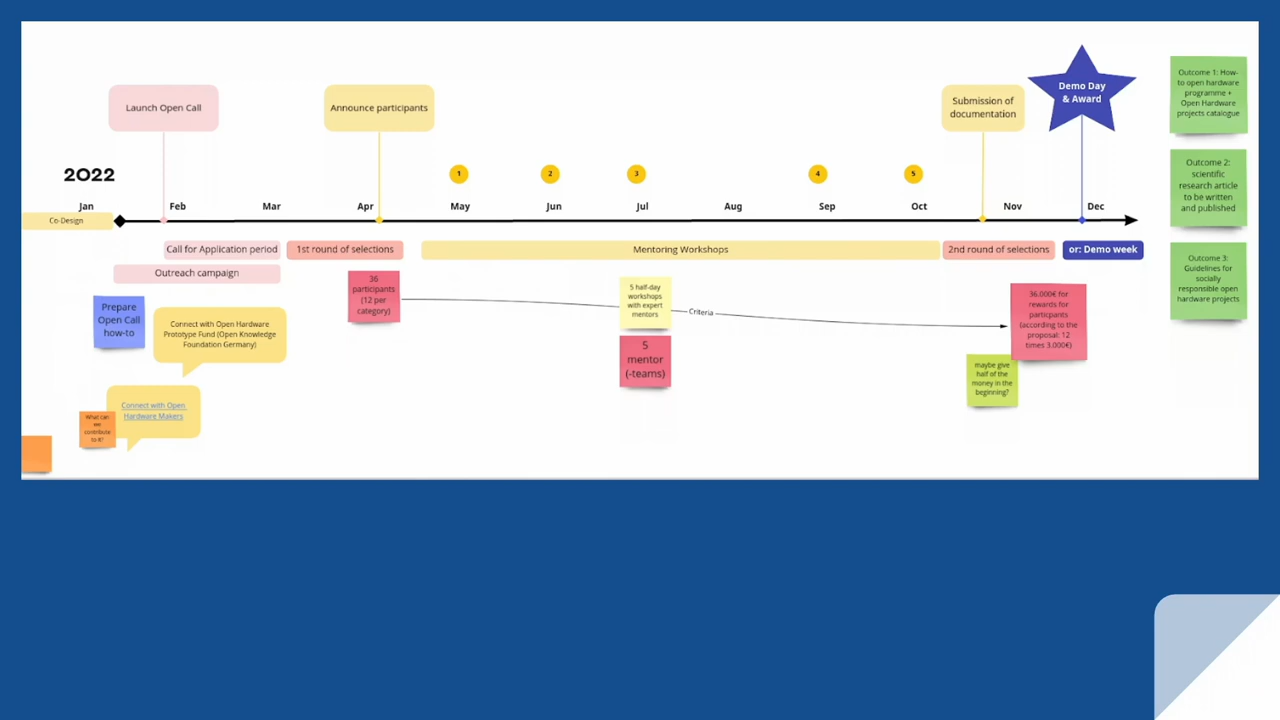 Launch Open Call
Announce participants
Submission of
documentation
Demo Day
& Award
2022
1
2
3
4
5
Jan
Feb
Mar
Apr
May
Jun
Jul
Aug
Sep
Oct
Nov
Dec
Co-Design
Call for Application period
1st round of selections
Mentoring Workshops
2nd round of selections
or: Demo week
Outreach campaign
Prepare
Open Call
how-to
Connect with Open Hardware
Prototype Fund (Open Knowledge
Foundation Germany)
Connect with Open
Hardware Makers
What can
we
contribute
to it?
36
participants
(12 per
category)
5 half-day
workshops
with expert
mentors
5
mentor
(-teams)
Criteria
36.000€ for
rewards for
particpants
(according to the
proposal: 12
times 3.000€)
maybe give
half of the
money in the
beginning?
Outcome 1: How-
to open hardware
programme +
Open Hardware
projects catalogue
Outcome 2:
scientific
research article
to be written
and published
Outcome 3:
Guidelines for
socially
responsible open
hardware projects